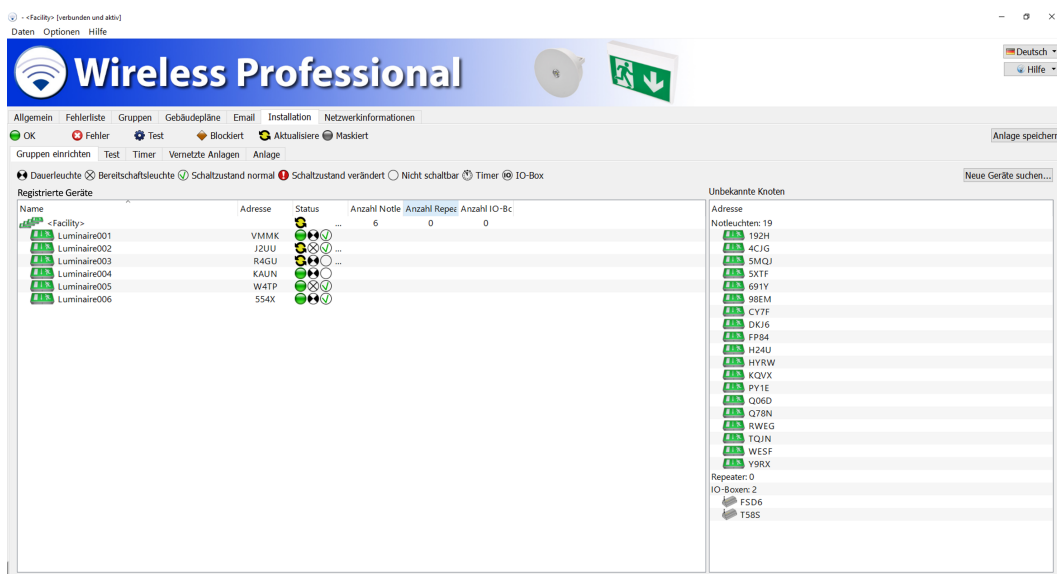 - <Facility> [verbunden und aktiv]
Daten Optionen Hilfe
Wireless Professional
Deutsch
Hilfe
Allgemein Fehlerliste Gruppen Gebäudepläne Email Installation Netzwerkinformationen
OK Fehler Test Blockiert Aktualisiere Maskiert
Anlage speichern
Gruppen einrichten Test Timer Vernetzte Anlagen Anlage
Dauerleuchte Bereitschaftsleuchte Schaltzustand normal Schaltzustand verändert Nicht schaltbar Timer IO-Box
Neue Geräte suchen...
Registrierte Geräte
Name Adresse Status Anzahl Notle Anzahl Repea Anzahl IO-Bc
<Facility> ... 6 0 0
Luminaire001 VMMK
Luminaire002 J2UU ...
Luminaire003 R4GU ...
Luminaire004 KAUN
Luminaire005 W4TP
Luminaire006 554X
Unbekannte Knoten
Adresse
Notleuchten: 19
192H
4CJG
5MQJ
5XTF
691Y
98EM
CY7F
DKJ6
FP84
H24U
HYRW
KQVX
PY1E
Q06D
Q78N
RWEG
TQJN
WESF
Y9RX
Repeater: 0
IO-Boxen: 2
FSD6
T58S